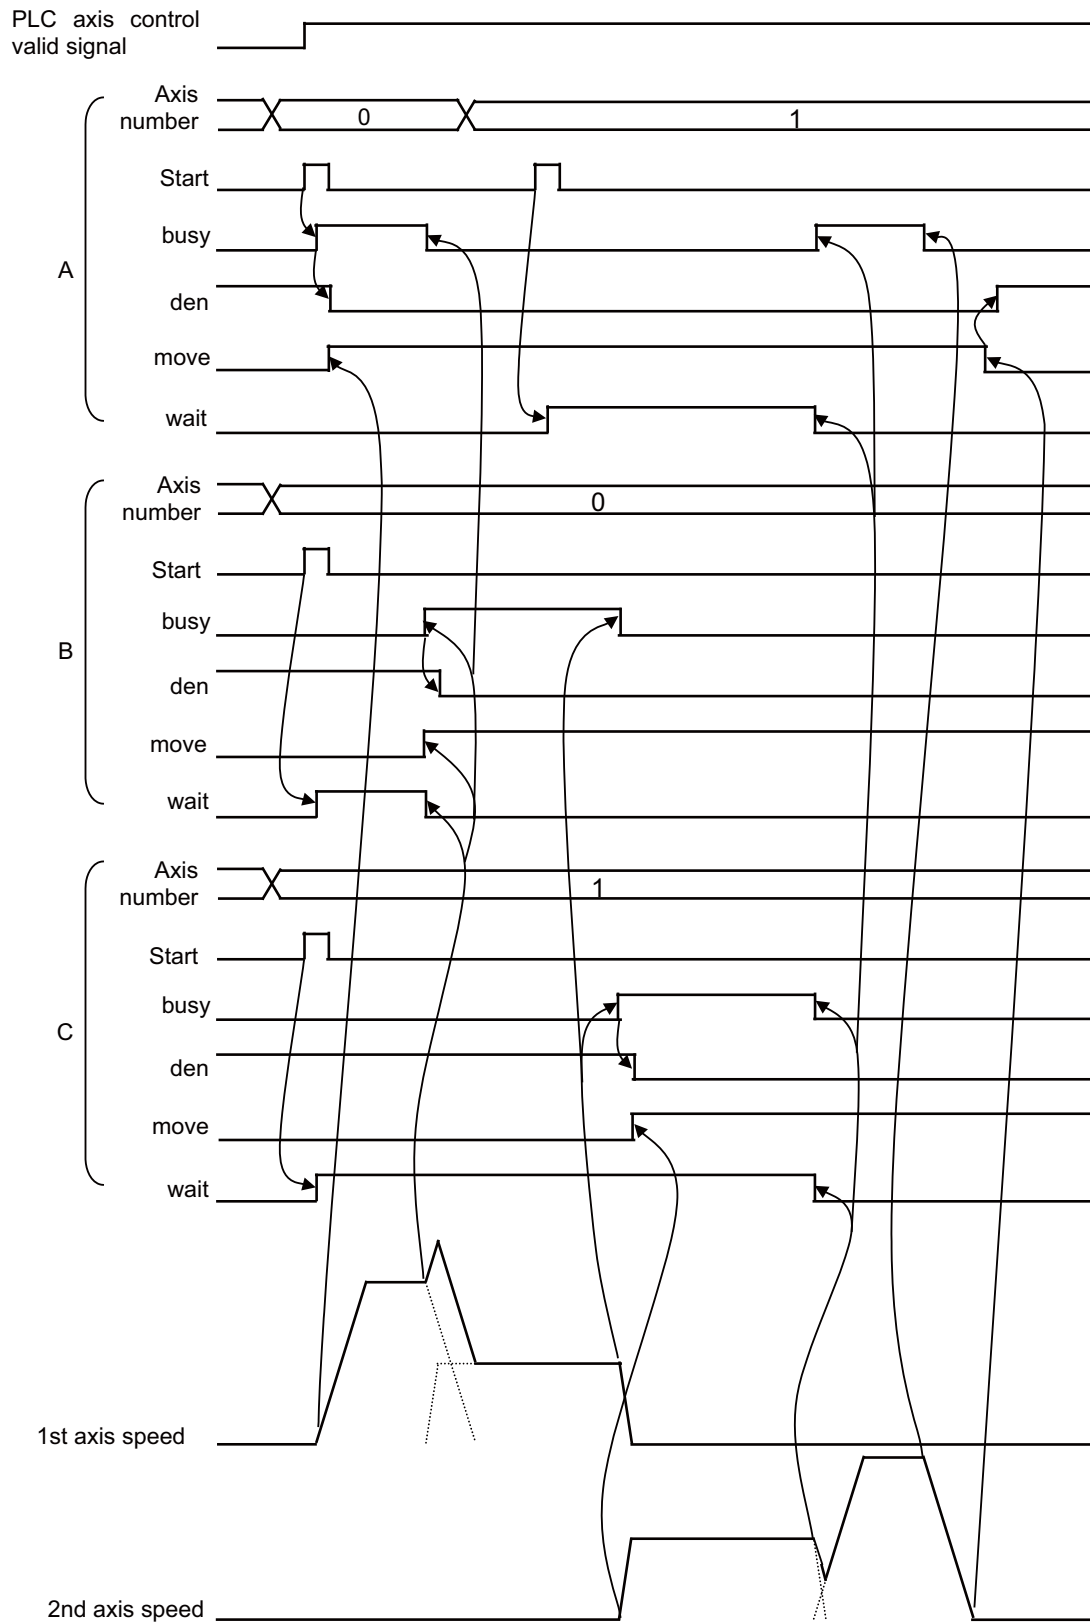 PLC axis control
valid signal
A
Axis
number
0
1
Start
busy
den
move
wait
B
Axis
number
0
Start
busy
den
move
wait
C
Axis
number
1
Start
busy
den
move
wait
1st axis speed
2nd axis speed